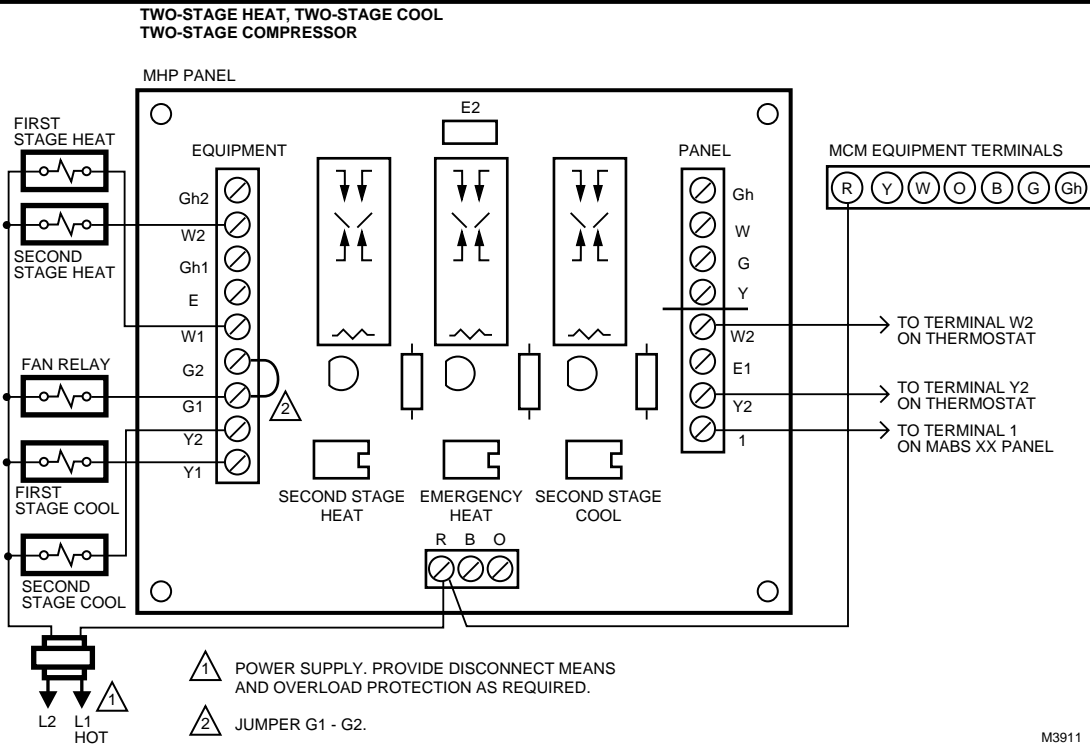 TWO-STAGE HEAT, TWO-STAGE COOL
TWO-STAGE COMPRESSOR
MHP PANEL
E2
FIRST
STAGE HEAT
EQUIPMENT
PANEL
MCM EQUIPMENT TERMINALS
R Y W O B G Gh
Gh2
W2
Gh1
E
W1
G2
G1
Y2
Y1
SECOND
STAGE HEAT
FAN RELAY
FIRST
STAGE COOL
SECOND
STAGE COOL
2
Gh
W
G
Y
W2
E1
Y2
1
TO TERMINAL W2
ON THERMOSTAT
TO TERMINAL Y2
ON THERMOSTAT
TO TERMINAL 1
ON MABS XX PANEL
SECOND STAGE
HEAT
EMERGENCY
HEAT
SECOND STAGE
COOL
R B O
1
L2
L1
HOT
1 POWER SUPPLY. PROVIDE DISCONNECT MEANS
AND OVERLOAD PROTECTION AS REQUIRED.
2 JUMPER G1 - G2.
M3911